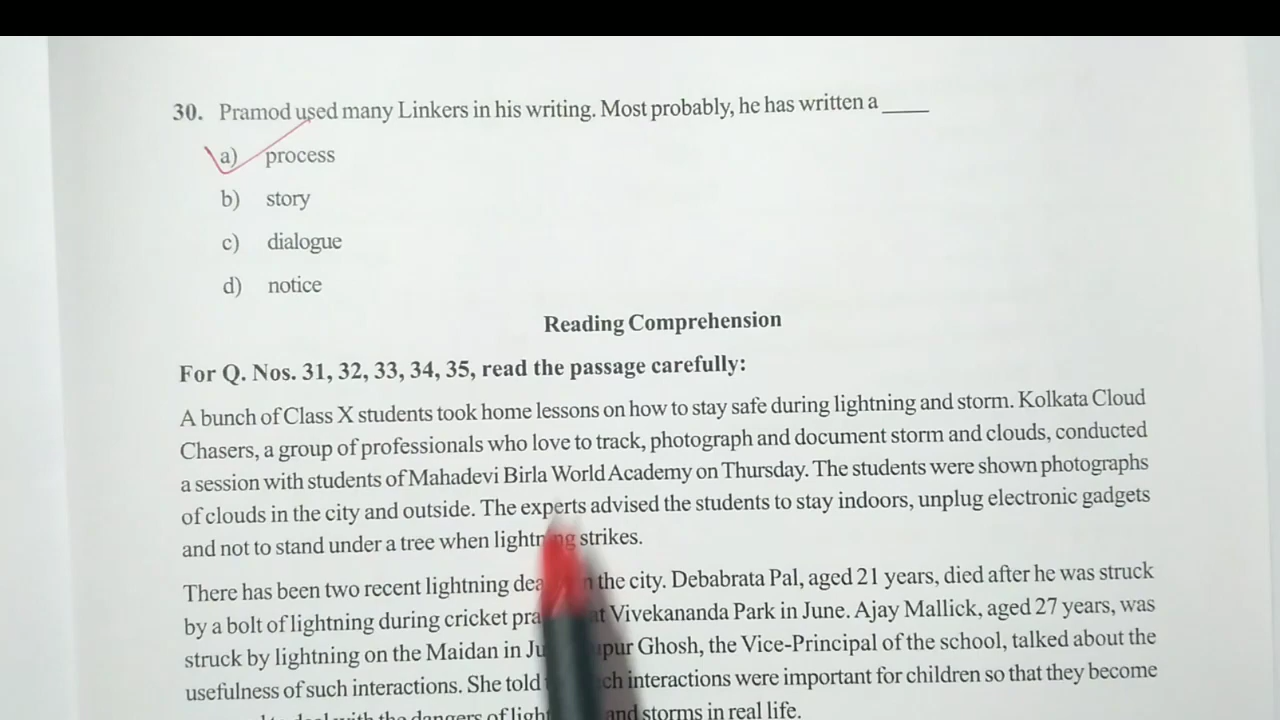 30. Pramod used many Linkers in his writing. Most probably, he has written a ____
a) process
b) story
c) dialogue
d) notice
Reading Comprehension
For Q. Nos. 31, 32, 33, 34, 35, read the passage carefully:
A bunch of Class X students took home lessons on how to stay safe during lightning and storm. Kolkata Cloud
Chasers, a group of professionals who love to track, photograph and document storm and clouds, conducted
a session with students of Mahadevi Birla World Academy on Thursday. The students were shown photographs
of clouds in the city and outside. The experts advised the students to stay indoors, unplug electronic gadgets
and not to stand under a tree when lightning strikes.
There has been two recent lightning the city. Debabrata Pal, aged 21 years, died after he was struck
by a bolt of lightning during cricket at Vivekananda Park in June. Ajay Mallick, aged 27 years, was
struck by lightning on the Maidan in Ghosh, the Vice-Principal of the school, talked about the
usefulness of such interactions. She told interactions were important for children so that they become
the dangers of and storms in real life.